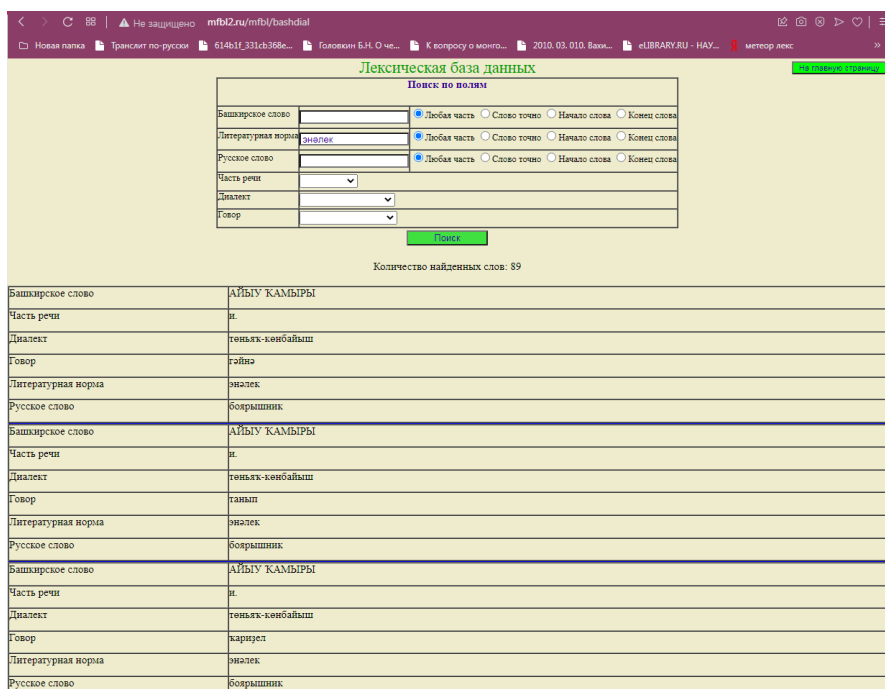 Не защищено mfbl2.ru/mfbl/bashdial
Новая папка Транслит по-русски 614b1f_331cb368e... Головкин Б.Н. О че... К вопросу о монго... 2010. 03. 010. Вахи... eLIBRARY.RU - НАУ... Я метеор лекс »
Лексическая база данных На главную страницу
Поиск по полям
Башкирское слово Любая часть Слово точно Начало слова Конец слова
Литературная норма энәлек Любая часть Слово точно Начало слова Конец слова
Русское слово Любая часть Слово точно Начало слова Конец слова
Часть речи
Диалект
Говор
Поиск
Количество найденных слов: 89
Башкирское слово АЙЫУ ҠАМЫРЫ
Часть речи и.
Диалект төньяҡ-көнбайыш
Говор гәйнә
Литературная норма энәлек
Русское слово боярышник
Башкирское слово АЙЫУ ҠАМЫРЫ
Часть речи и.
Диалект төньяҡ-көнбайыш
Говор танып
Литературная норма энәлек
Русское слово боярышник
Башкирское слово АЙЫУ ҠАМЫРЫ
Часть речи и.
Диалект төньяҡ-көнбайыш
Говор ҡариҙел
Литературная норма энәлек
Русское слово боярышник